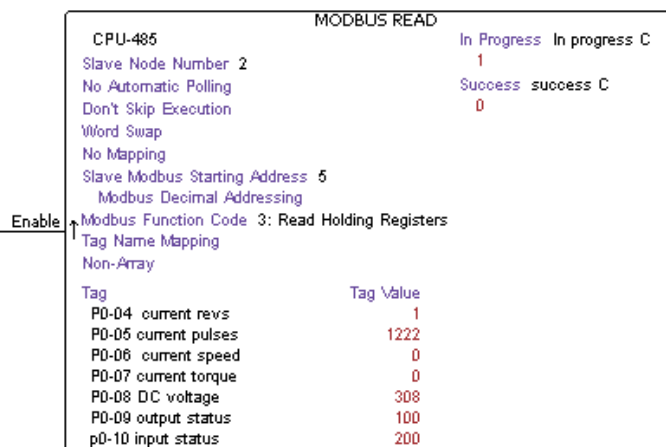 MODBUS READ
CPU-485
In Progress In progress C
Slave Node Number 2
1
No Automatic Polling
Success success C
Don't Skip Execution
0
Word Swap
No Mapping
Slave Modbus Starting Address 5
Modbus Decimal Addressing
Enable
Modbus Function Code 3: Read Holding Registers
Tag Name Mapping
Non-Array
Tag Tag Value
P0-04 current revs 1
P0-05 current pulses 1222
P0-06 current speed 0
P0-07 current torque 0
P0-08 DC voltage 308
P0-09 output status 100
p0-10 input status 200